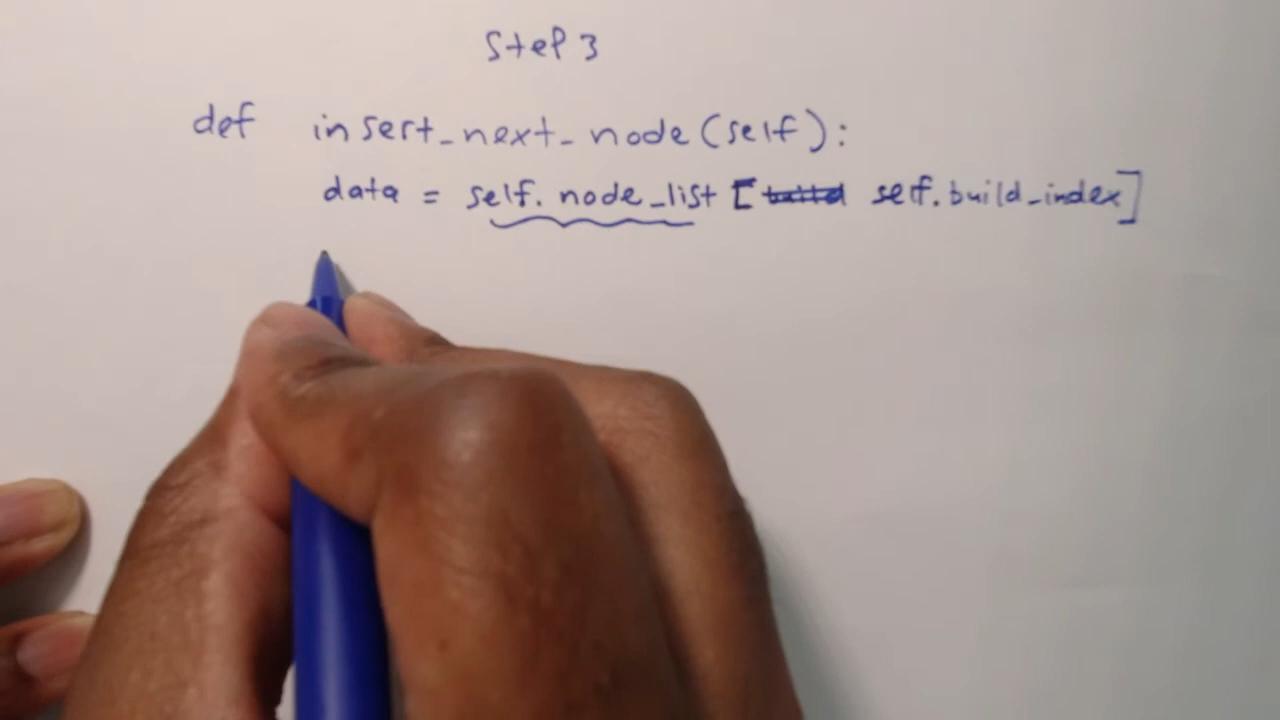 Step 3
def insert_next_node(self):
data = self.node_list [ self.build_index]